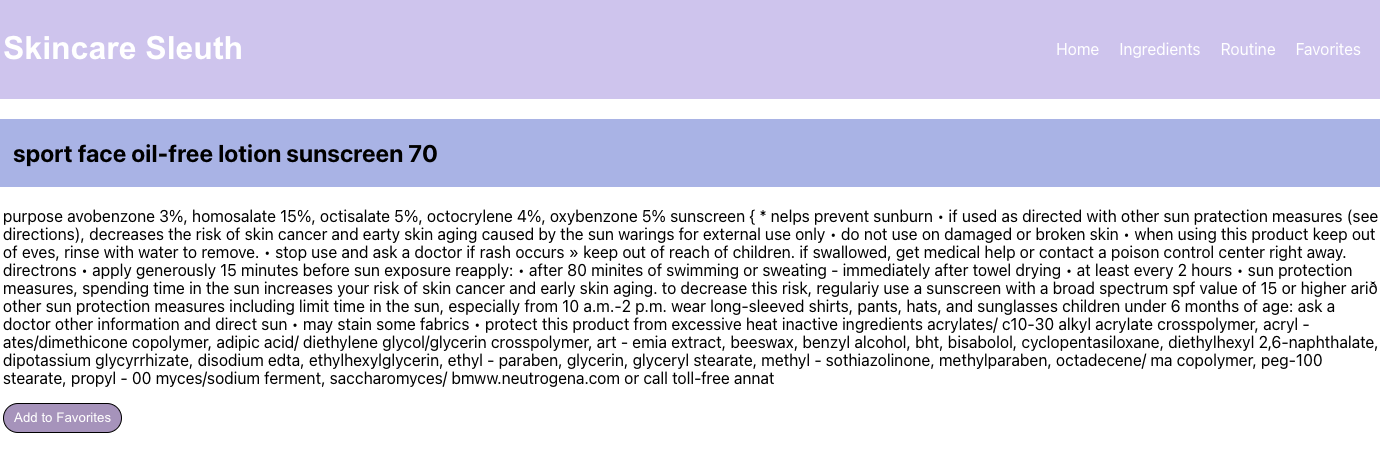 Skincare Sleuth
Home Ingredients Routine Favorites
sport face oil-free lotion sunscreen 70
purpose avobenzone 3%, homosalate 15%, octisalate 5%, octocrylene 4%, oxybenzone 5% sunscreen { * nelps prevent sunburn • if used as directed with other sun pratection measures (see
directions), decreases the risk of skin cancer and earty skin aging caused by the sun warings for external use only • do not use on damaged or broken skin • when using this product keep out
of eves, rinse with water to remove. • stop use and ask a doctor if rash occurs » keep out of reach of children. if swallowed, get medical help or contact a poison control center right away.
directrons • apply generously 15 minutes before sun exposure reapply: • after 80 minites of swimming or sweating - immediately after towel drying • at least every 2 hours • sun protection
measures, spending time in the sun increases your risk of skin cancer and early skin aging. to decrease this risk, regulariy use a sunscreen with a broad spectrum spf value of 15 or higher arið
other sun protection measures including limit time in the sun, especially from 10 a.m.-2 p.m. wear long-sleeved shirts, pants, hats, and sunglasses children under 6 months of age: ask a
doctor other information and direct sun • may stain some fabrics • protect this product from excessive heat inactive ingredients acrylates/ c10-30 alkyl acrylate crosspolymer, acryl -
ates/dimethicone copolymer, adipic acid/ diethylene glycol/glycerin crosspolymer, art - emia extract, beeswax, benzyl alcohol, bht, bisabolol, cyclopentasiloxane, diethylhexyl 2,6-naphthalate,
dipotassium glycyrrhizate, disodium edta, ethylhexylglycerin, ethyl - paraben, glycerin, glyceryl stearate, methyl - sothiazolinone, methylparaben, octadecene/ ma copolymer, peg-100
stearate, propyl - 00 myces/sodium ferment, saccharomyces/ bmww.neutrogena.com or call toll-free annat
Add to Favorites